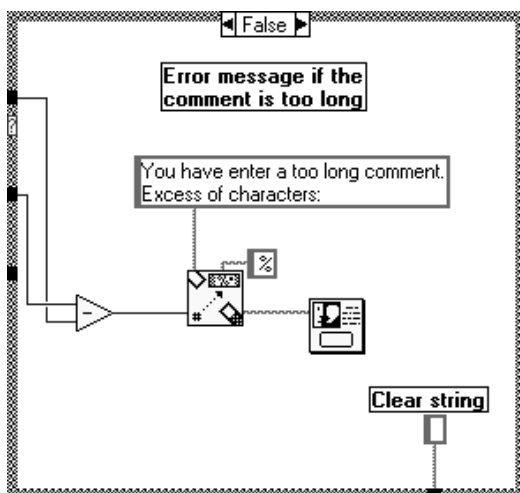 False
Error message if the
comment is too long
?
You have enter a too long comment.
Excess of characters:
%
#
-
Clear string